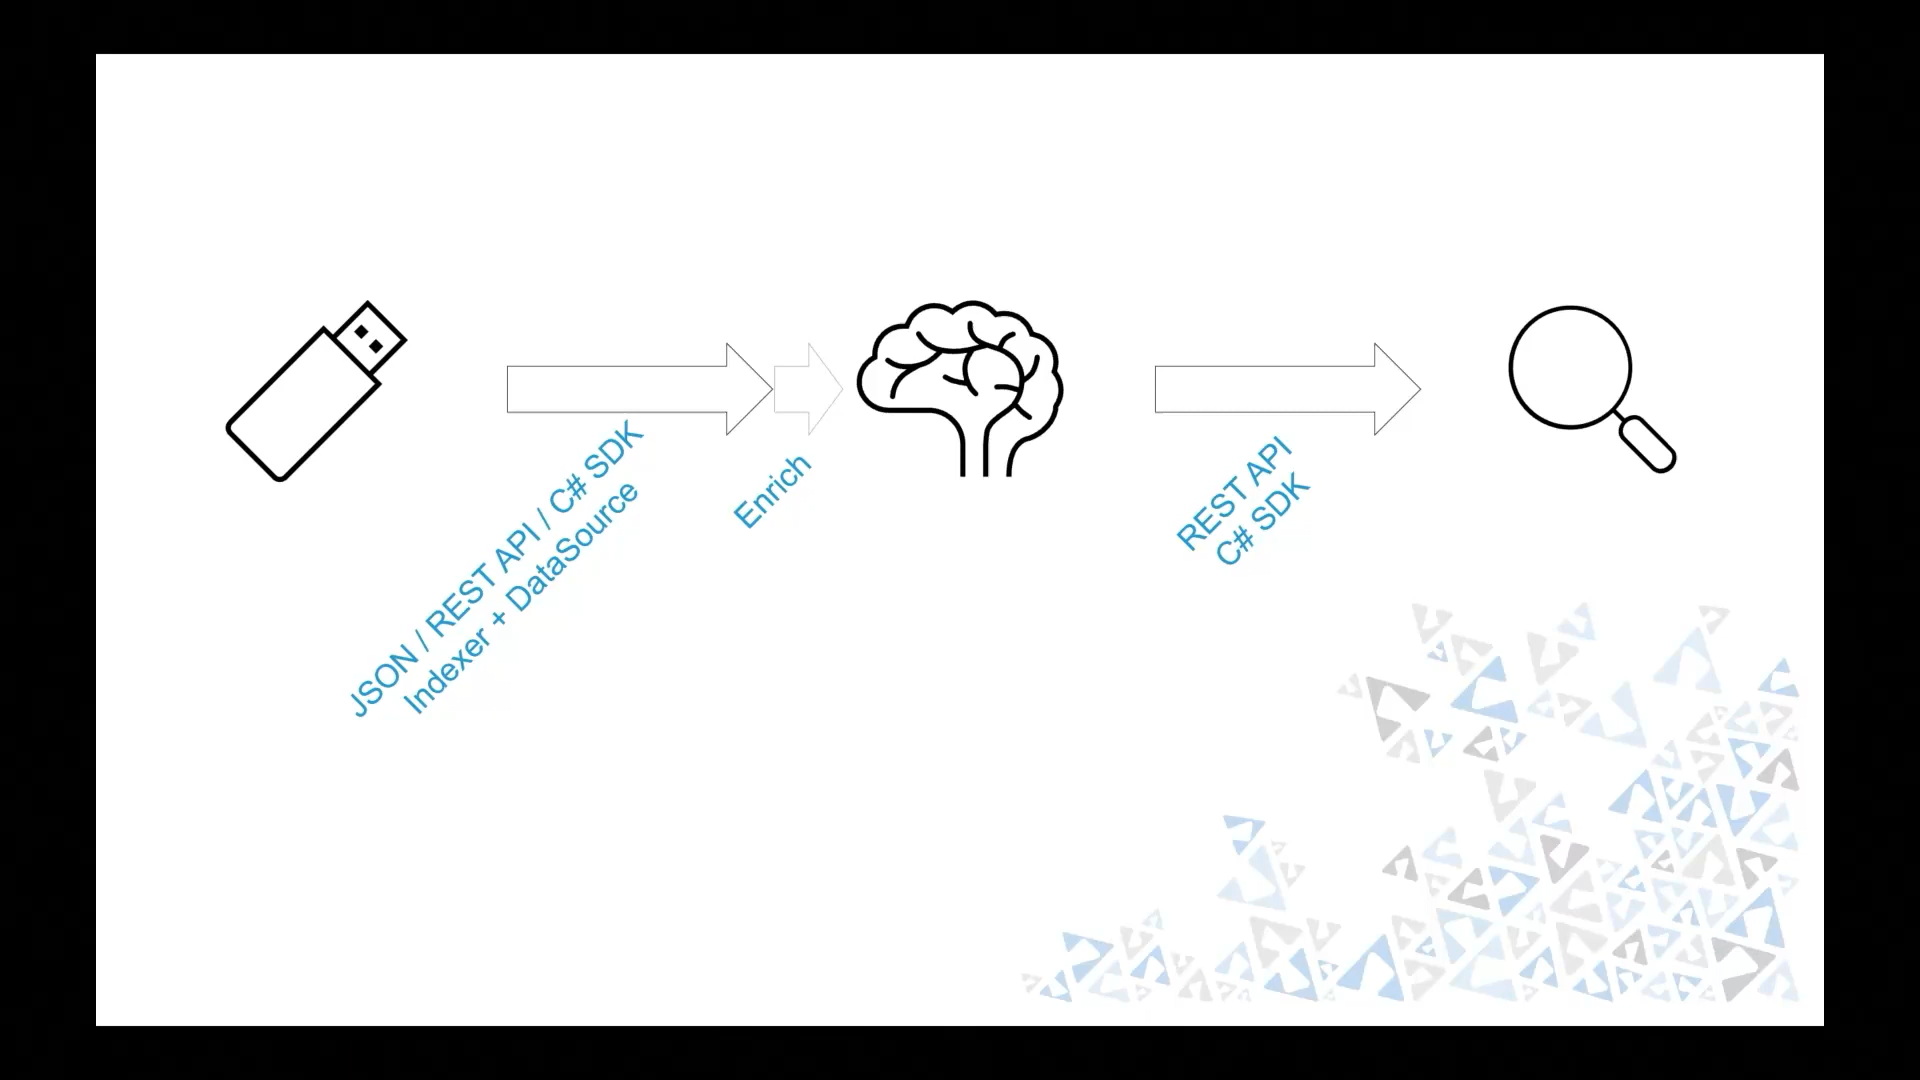 JSON / REST API / C# SDK
Indexer + DataSource
Enrich
REST API
C# SDK